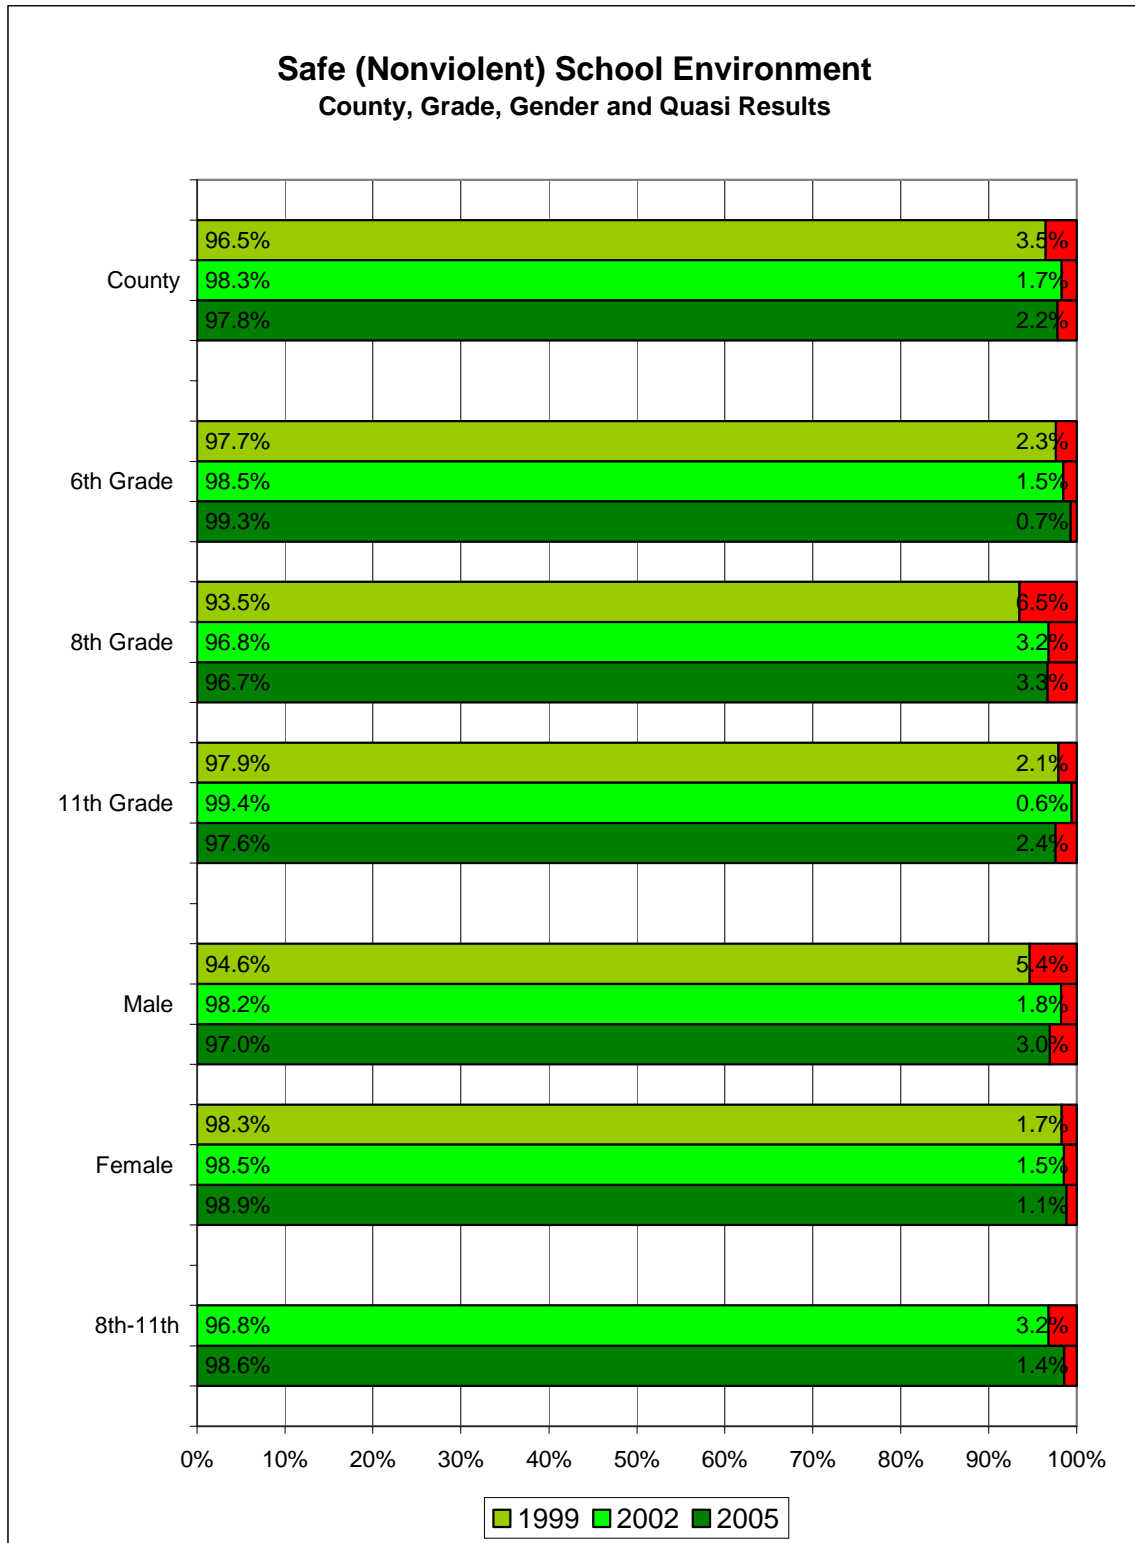 Safe (Nonviolent) School Environment
County, Grade, Gender and Quasi Results
96.5% 3.5%
County 98.3% 1.7%
97.8% 2.2%
97.7% 2.3%
6th Grade 98.5% 1.5%
99.3% 0.7%
93.5% 6.5%
8th Grade 96.8% 3.2%
96.7% 3.3%
97.9% 2.1%
11th Grade 99.4% 0.6%
97.6% 2.4%
94.6% 5.4%
Male 98.2% 1.8%
97.0% 3.0%
98.3% 1.7%
Female 98.5% 1.5%
98.9% 1.1%
8th-11th 96.8% 3.2%
98.6% 1.4%
0% 10% 20% 30% 40% 50% 60% 70% 80% 90% 100%
1999 2002 2005